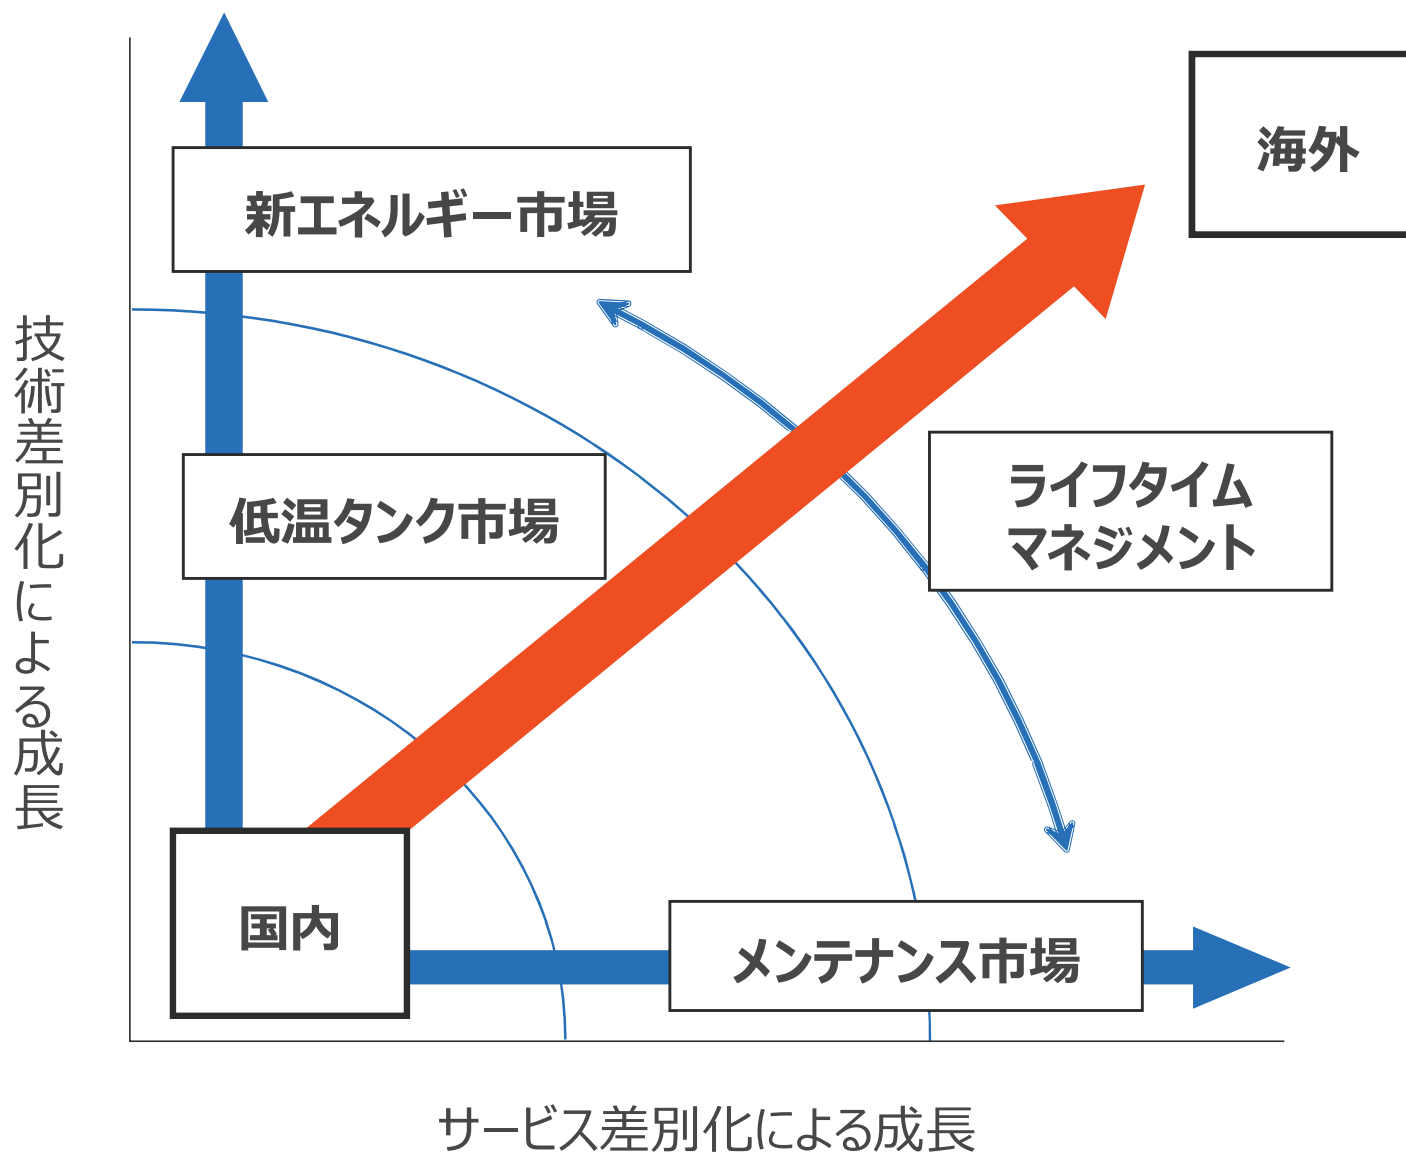 海外
新エネルギー市場
技術差別化による成長
ライフタイム
マネジメント
低温タンク市場
国内
メンテナンス市場
サービス差別化による成長